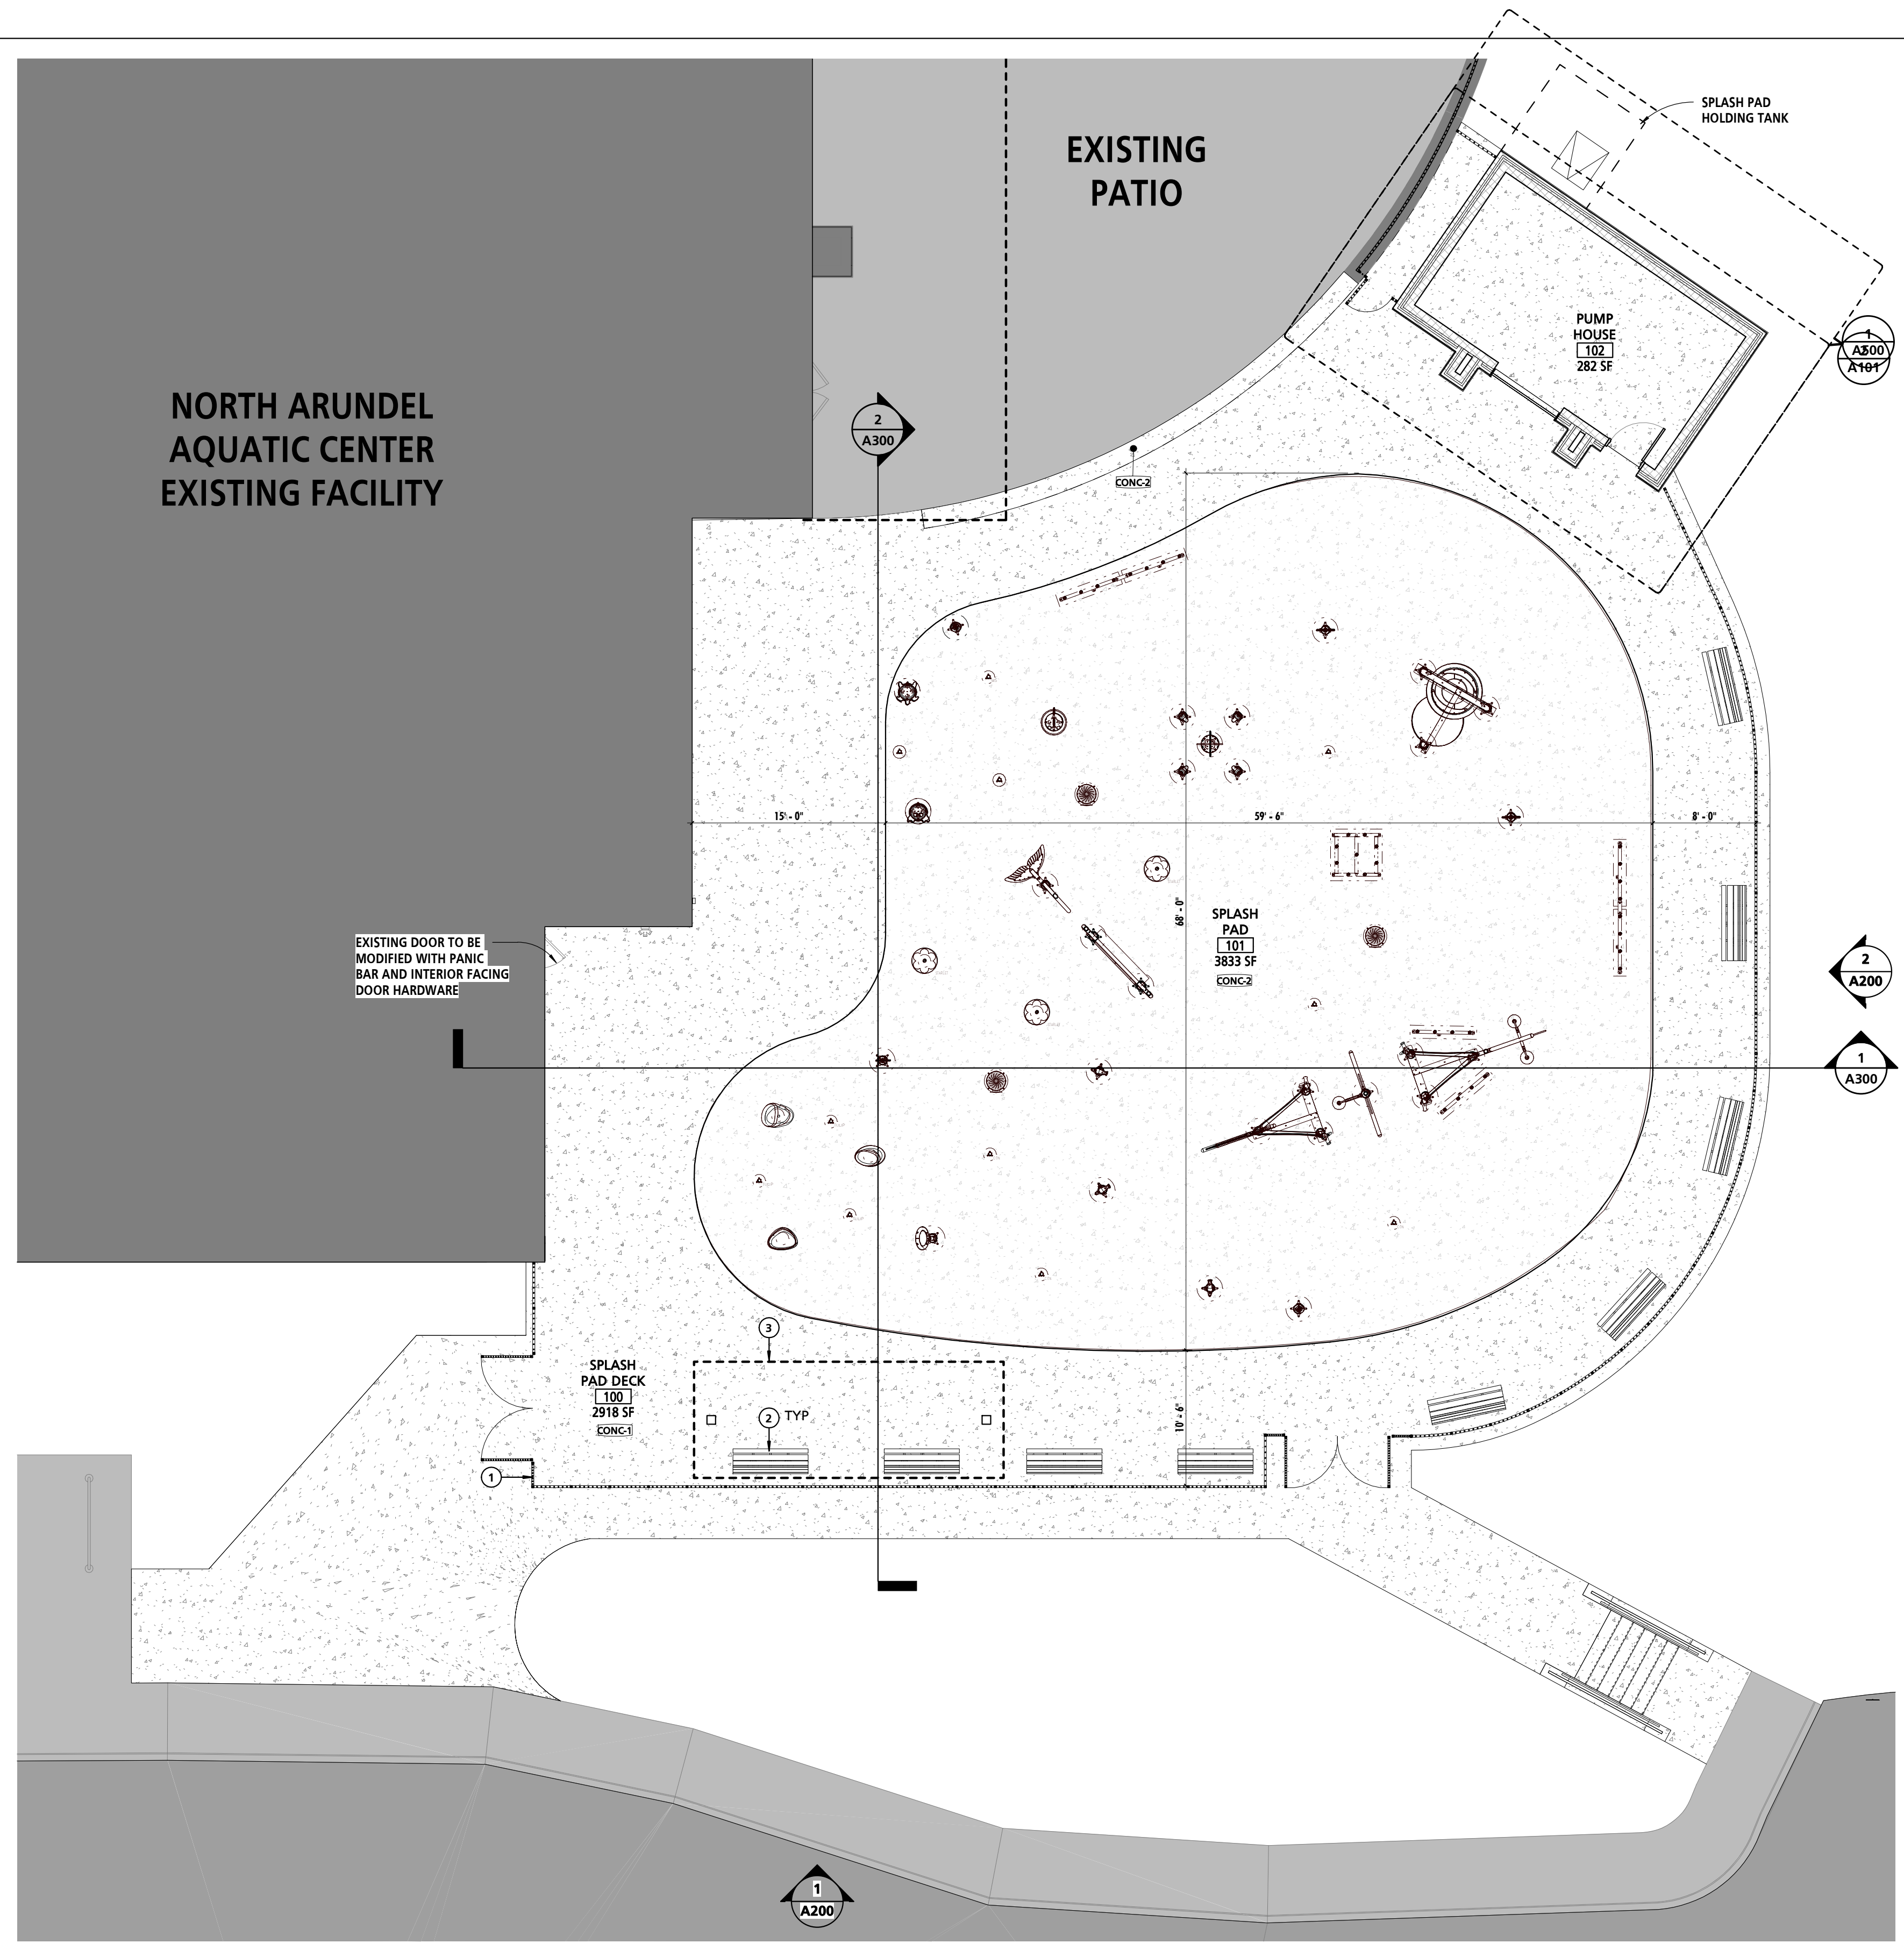 SPLASH PAD
HOLDING TANK
EXISTING
PATIO
PUMP
HOUSE
102
282 SF
1
A101
NORTH ARUNDEL
AQUATIC CENTER
EXISTING FACILITY
2
A300
CONC-2
15' - 0"
59' - 6"
8' - 0"
68' - 0"
SPLASH
PAD
101
3833 SF
CONC-2
EXISTING DOOR TO BE
MODIFIED WITH PANIC
BAR AND INTERIOR FACING
DOOR HARDWARE
2
A200
1
A300
3
SPLASH
PAD DECK
100
2918 SF
CONC-1
2 TYP
10' - 6"
1
1
A200